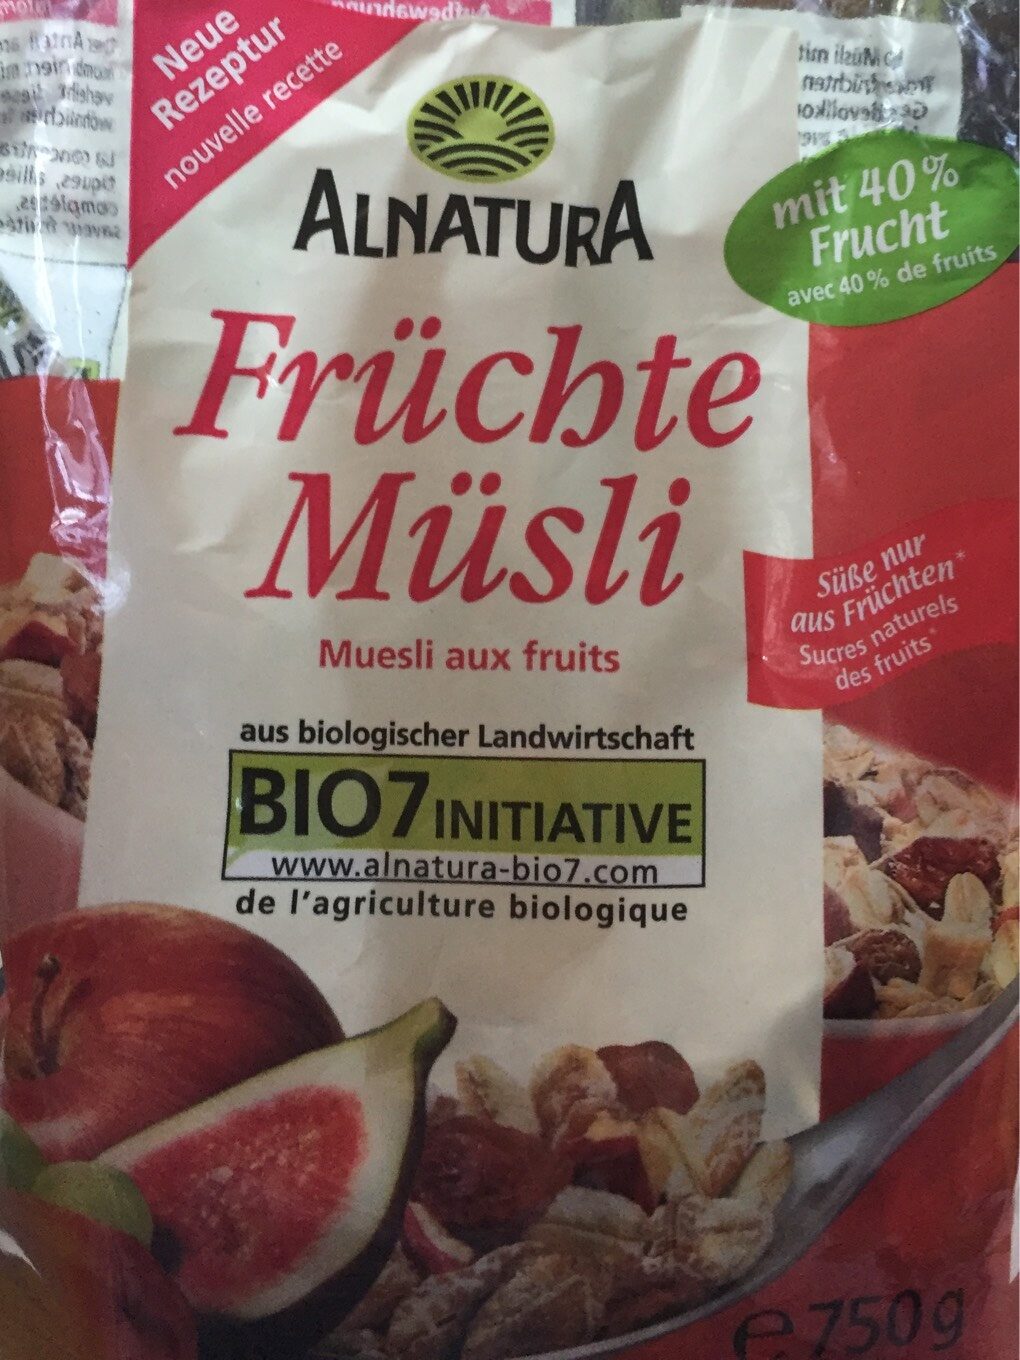 Neue
Rezeptur
nouvelle recette
ALNATURA
mit 40 %
Frucht
avec 40 % de fruits
Früchte
Müsli
Muesli aux fruits
Süße nur
aus Früchten*
Sucres naturels
des fruits*
aus biologischer Landwirtschaft
BIO7 INITIATIVE
www.alnatura-bio7.com
de l'agriculture biologique
e 750 g